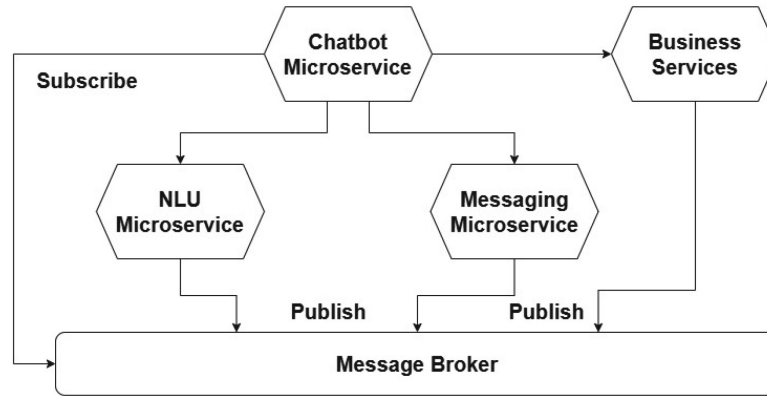 Chatbot
Microservice
Business
Services
Subscribe
NLU
Microservice
Messaging
Microservice
Publish
Publish
Message Broker